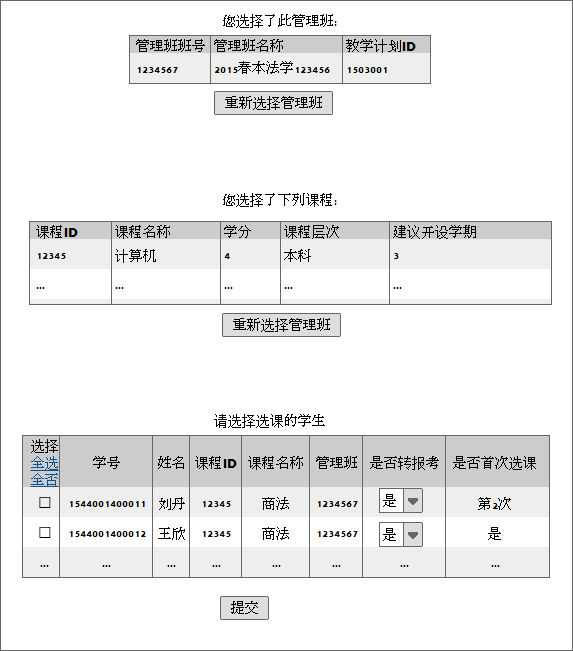 您选择了此管理班:
管理班班号 管理班名称 教学计划ID
1234567 2015春本法学123456 1503001
重新选择管理班
您选择了下列课程:
课程ID 课程名称 学分 课程层次 建议开设学期
12345 计算机 4 本科 3
... ... ... ... ...
重新选择管理班
请选择选课的学生
选择 全选 全否 学号 姓名 课程ID 课程名称 管理班 是否转报考 是否首次选课
1544001400011 刘丹 12345 商法 1234567 是 第2次
1544001400012 王欣 12345 商法 1234567 是 是
... ... ... ... ... ... ... ...
提交